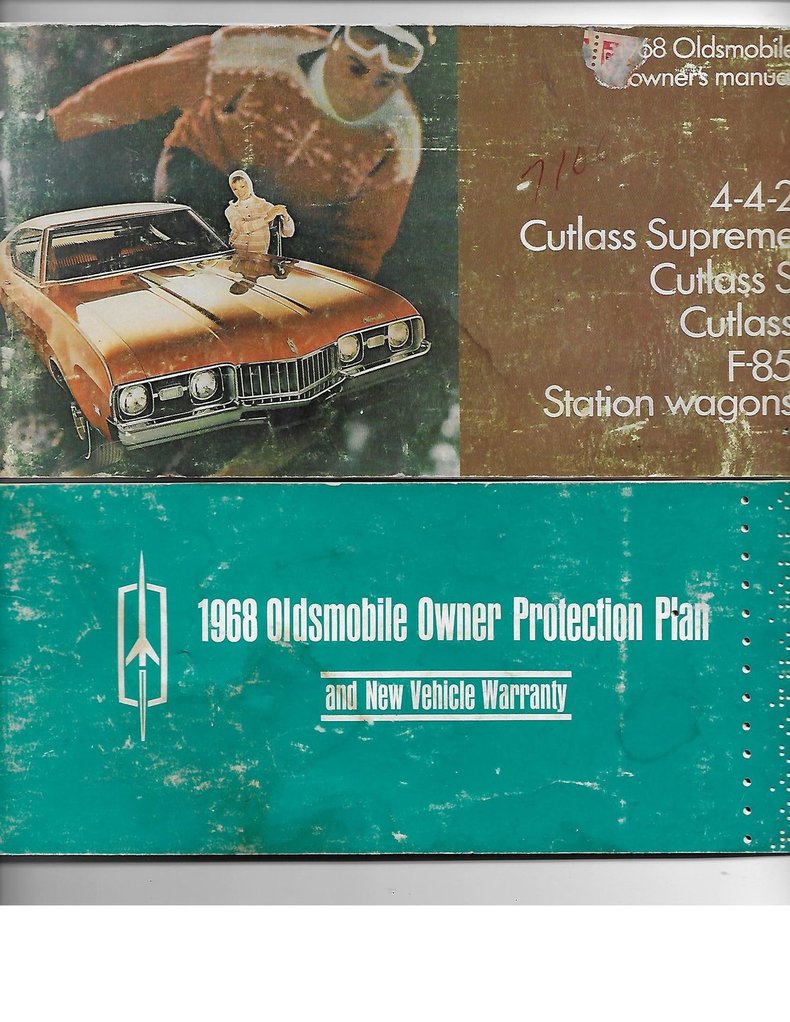 68 Oldsmobile
owner's manual
710
4-4-2
Cutlass Supreme
Cutlass S
Cutlass
F-85
Station wagons
1968 Oldsmobile Owner Protection Plan
and New Vehicle Warranty